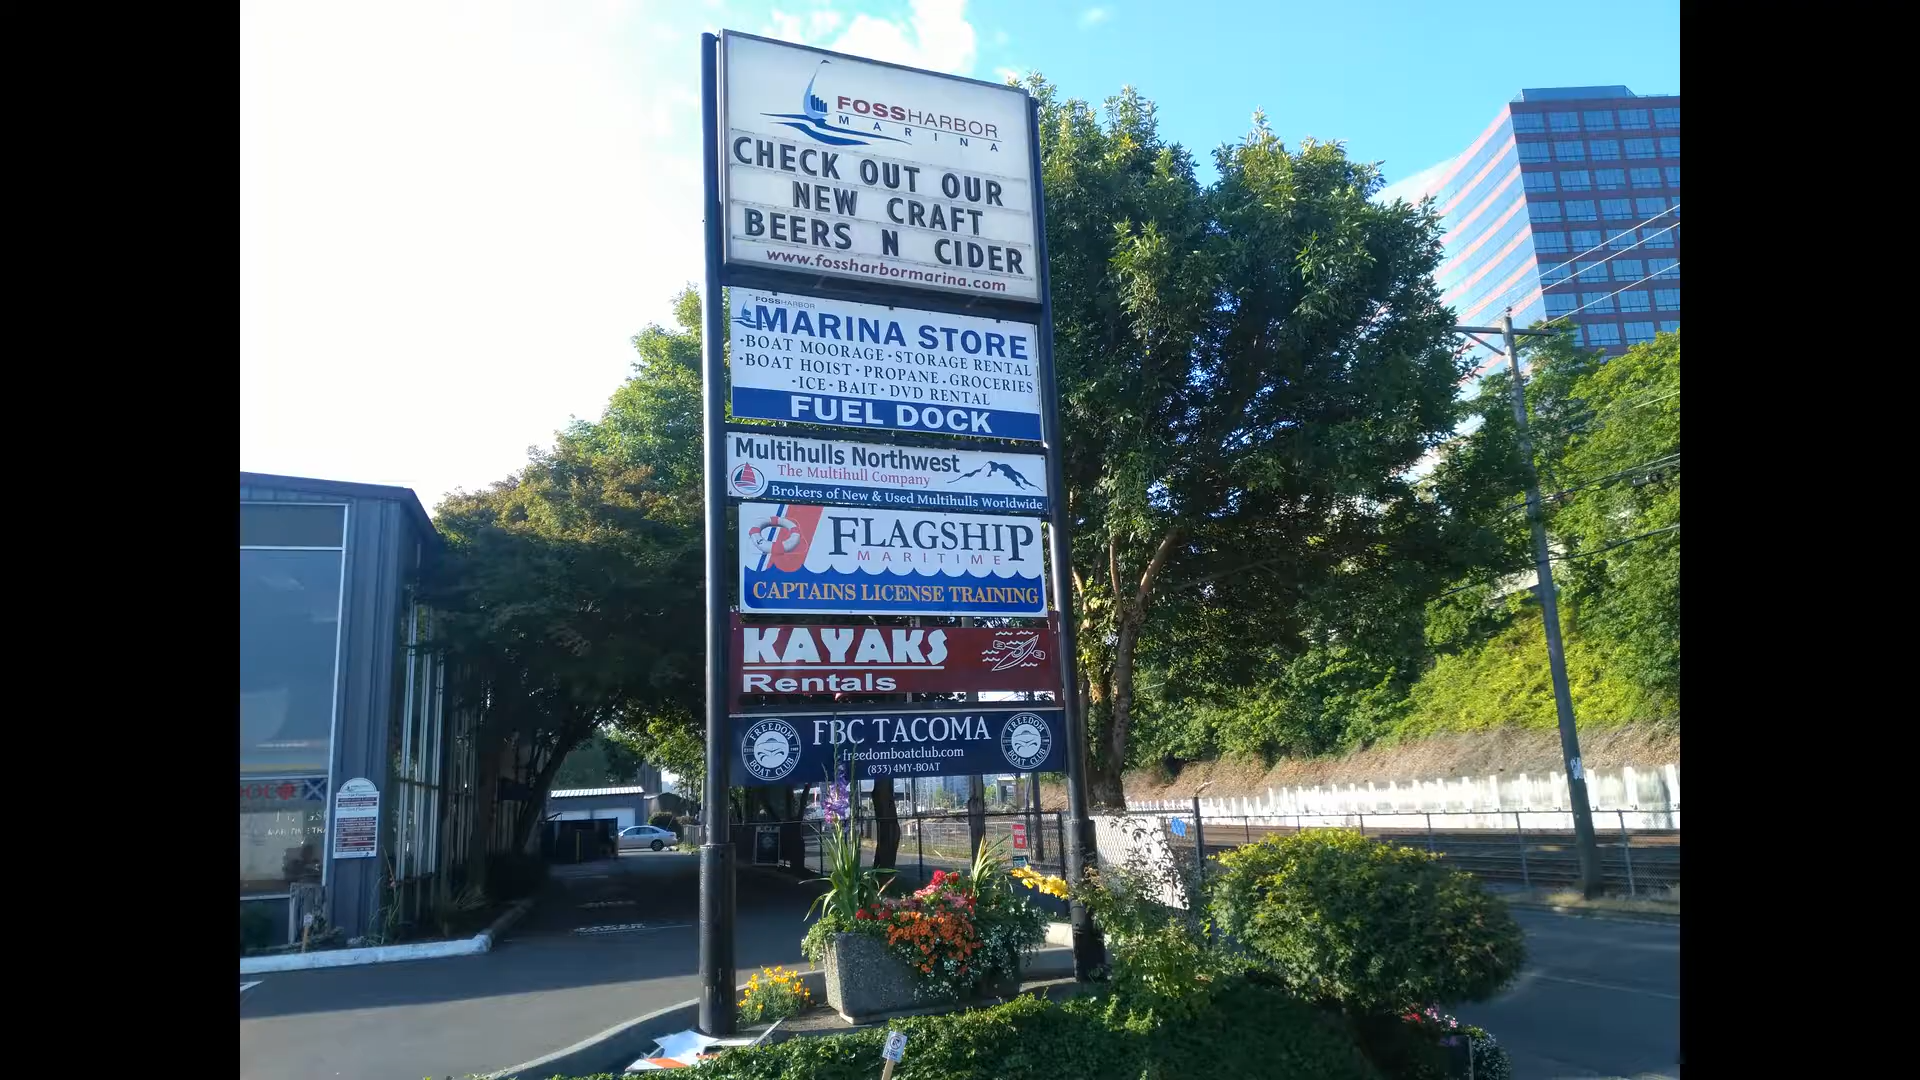 FOSSHARBOR
MARINA
CHECK OUT OUR
NEW CRAFT
BEERS N CIDER
www.fossharbormarina.com
FOSSHARBOR
MARINA STORE
·BOAT MOORAGE·STORAGE RENTAL
·BOAT HOIST·PROPANE·GROCERIES
·ICE·BAIT·DVD RENTAL
FUEL DOCK
Multihulls Northwest
The Multihull Company
Brokers of New & Used Multihulls Worldwide
FLAGSHIP
MARITIME
CAPTAINS LICENSE TRAINING
KAYAKS
Rentals
FREEDOM
BOAT CLUB
FBC TACOMA
freedomboatclub.com
(833) 4MY-BOAT
FREEDOM
BOAT CLUB